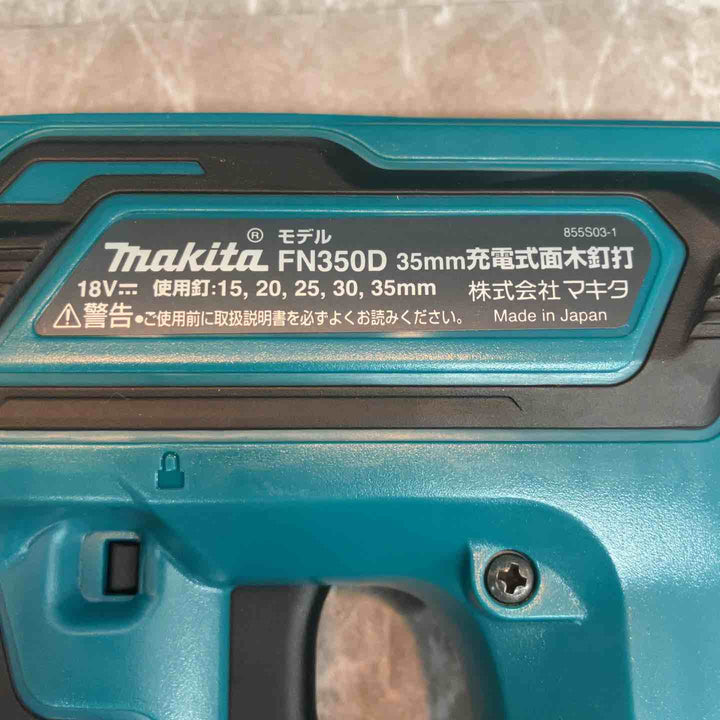 855S03-1
makita® モデル FN350D 35mm充電式面木釘打
18V⎓ 使用釘:15, 20, 25, 30, 35mm 株式会社マキタ
⚠警告●ご使用前に取扱説明書を必ずよくお読みください。 Made in Japan